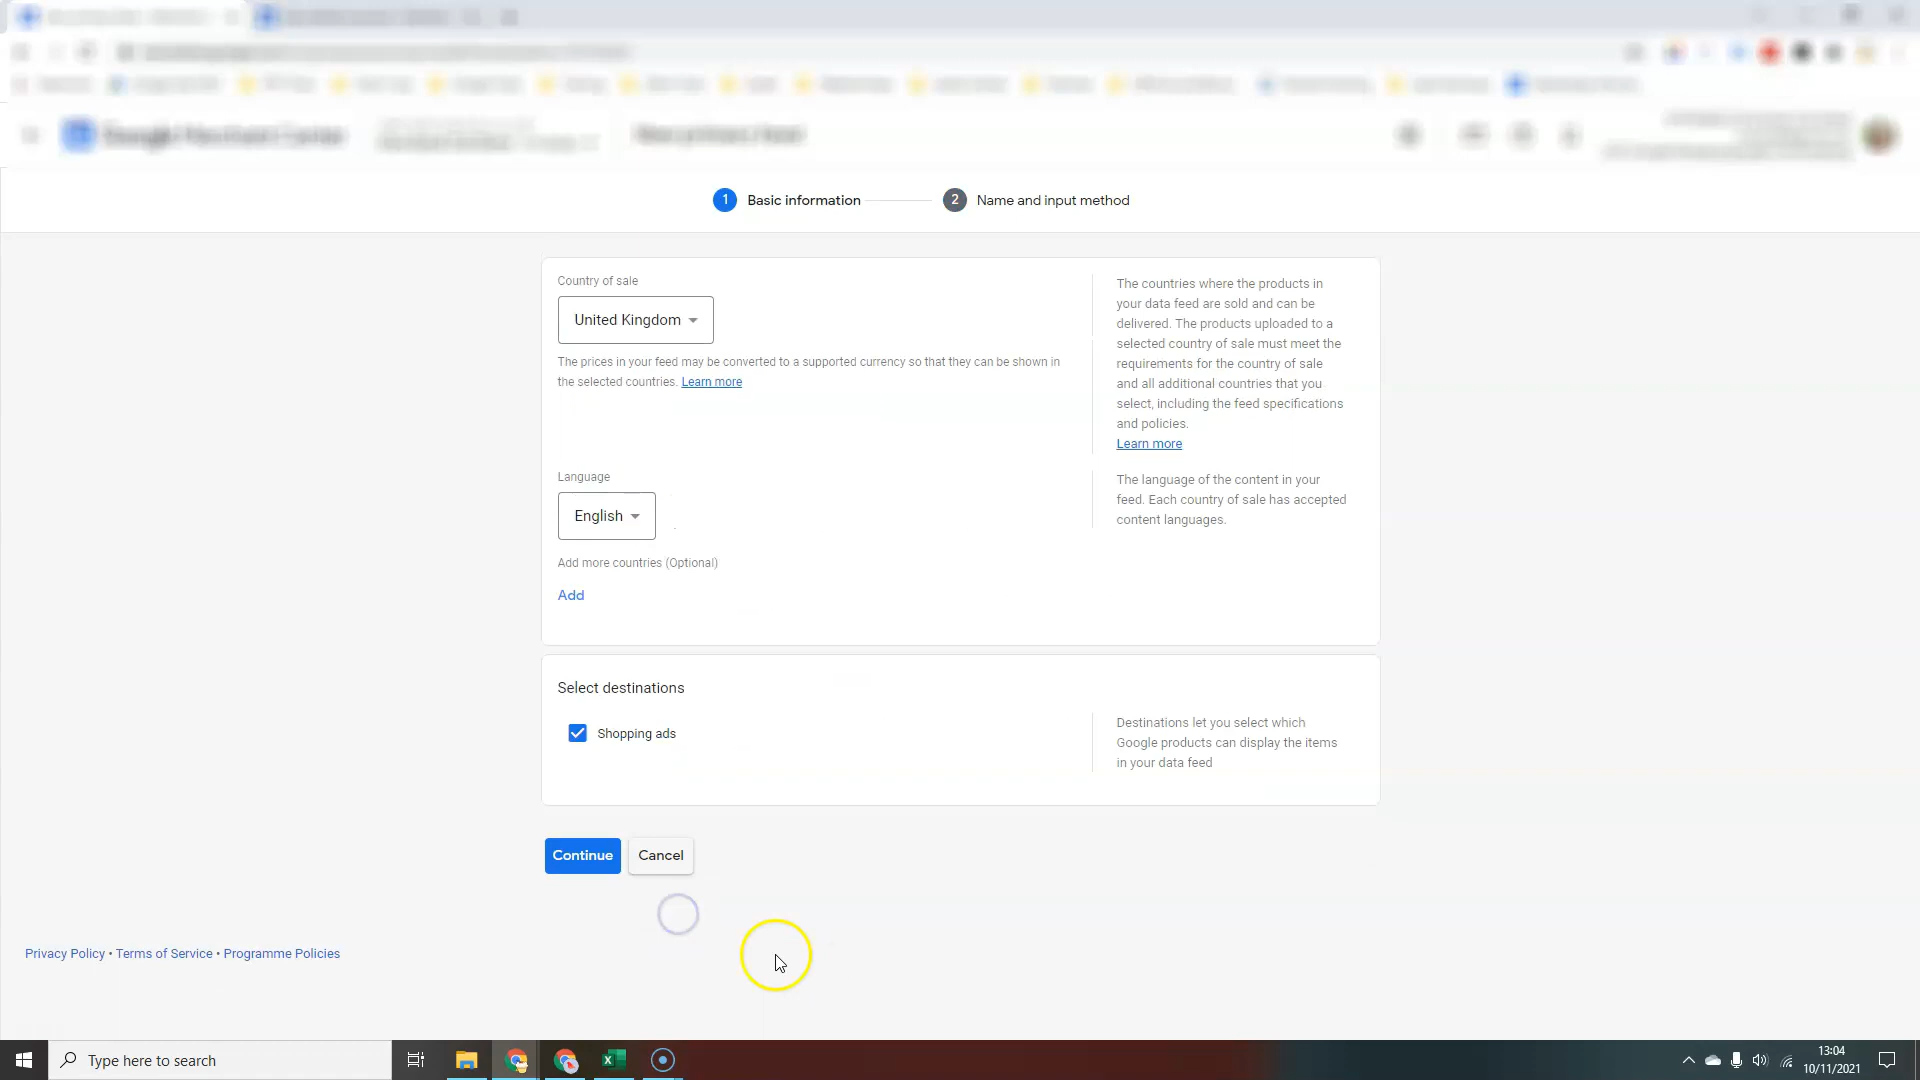 1 Basic information
2 Name and input method
Country of sale
United Kingdom
The prices in your feed may be converted to a supported currency so that they can be shown in
the selected countries. Learn more
The countries where the products in
your data feed are sold and can be
delivered. The products uploaded to a
selected country of sale must meet the
requirements for the country of sale
and all additional countries that you
select, including the feed specifications
and policies.
Learn more
Language
English
The language of the content in your
feed. Each country of sale has accepted
content languages.
Add more countries (Optional)
Add
Select destinations
Shopping ads
Destinations let you select which
Google products can display the items
in your data feed
Continue
Cancel
Privacy Policy • Terms of Service • Programme Policies
Type here to search
13:04
10/11/2021